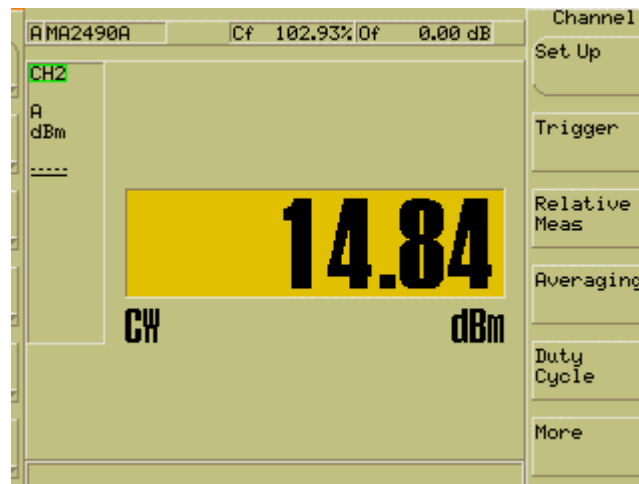 A MA2490A Cf 102.93% Of 0.00 dB
CH2
A
dBm
-----
14.84
CW dBm
Channel
Set Up
Trigger
Relative
Meas
Averaging
Duty
Cycle
More